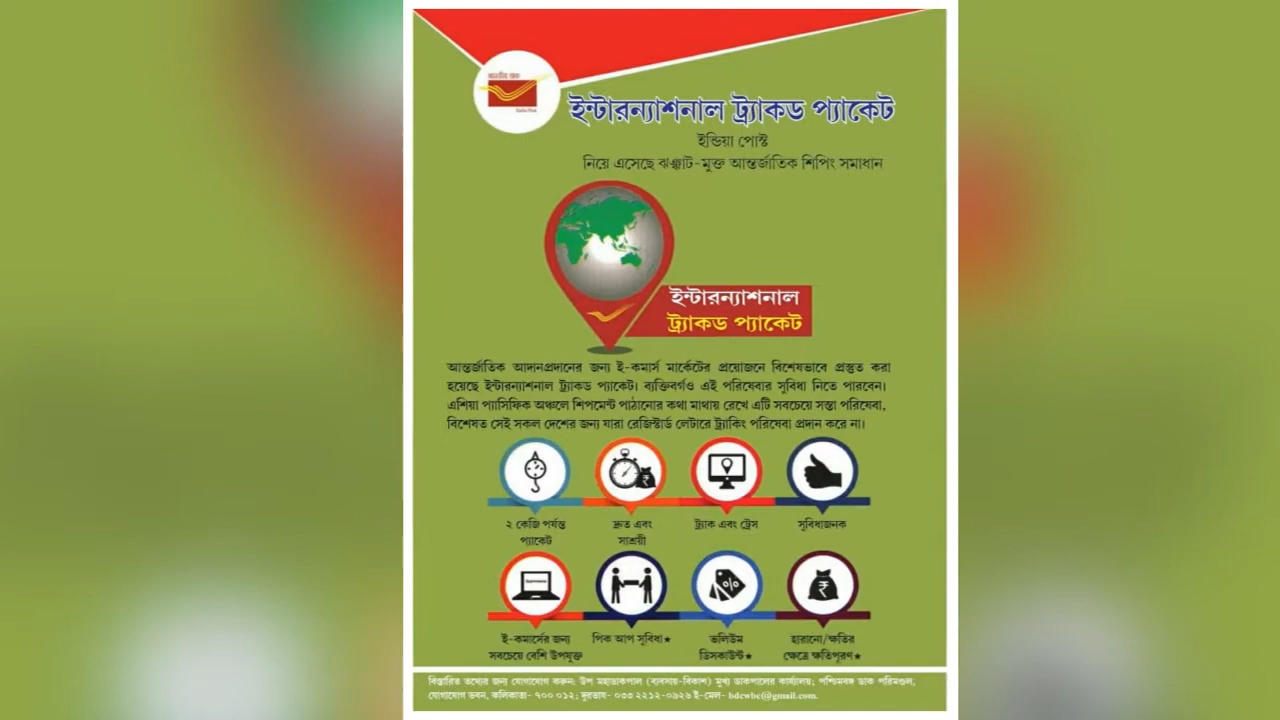 भारतीय डाक
India Post
ইন্টারন্যাশনাল ট্র্যাকড প্যাকেট
ইন্ডিয়া পোস্ট
নিয়ে এসেছে ঝঞ্ঝাট-মুক্ত আন্তর্জাতিক শিপিং সমাধান
ইন্টারন্যাশনাল
ট্র্যাকড প্যাকেট
আন্তর্জাতিক আদানপ্রদানের জন্য ই-কমার্স মার্কেটের প্রয়োজনে বিশেষভাবে প্রস্তুত করা
হয়েছে ইন্টারন্যাশনাল ট্র্যাকড প্যাকেট। ব্যক্তিবর্গও এই পরিষেবার সুবিধা নিতে পারবেন।
এশিয়া প্যাসিফিক অঞ্চলে শিপমেন্ট পাঠানোর কথা মাথায় রেখে এটি সবচেয়ে সস্তা পরিষেবা,
বিশেষত সেই সকল দেশের জন্য যারা রেজিস্টার্ড লেটারে ট্র্যাকিং পরিষেবা প্রদান করে না।
২ কেজি পর্যন্ত
প্যাকেট
দ্রুত এবং
সাশ্রয়ী
ট্র্যাক এবং ট্রেস
সুবিধাজনক
ই-কমার্সের জন্য
সবচেয়ে বেশি উপযুক্ত
পিক আপ সুবিধা★
ভলিউম
ডিসকাউন্ট★
হারানো/ক্ষতির
ক্ষেত্রে ক্ষতিপূরণ★
বিস্তারিত তথ্যের জন্য যোগাযোগ করুন: উপ মহাডাকপাল (ব্যবসায়-বিকাশ) মুখ্য ডাকপালের কার্য্যালয়; পশ্চিমবঙ্গ ডাক পরিমণ্ডল,
যোগাযোগ ভবন, কলিকাতা- ৭০০ ০১২; দুরভাষ- ০৩৩ ২২১২-০৯২৬ ই-মেল- bdcwbc@gmail.com.